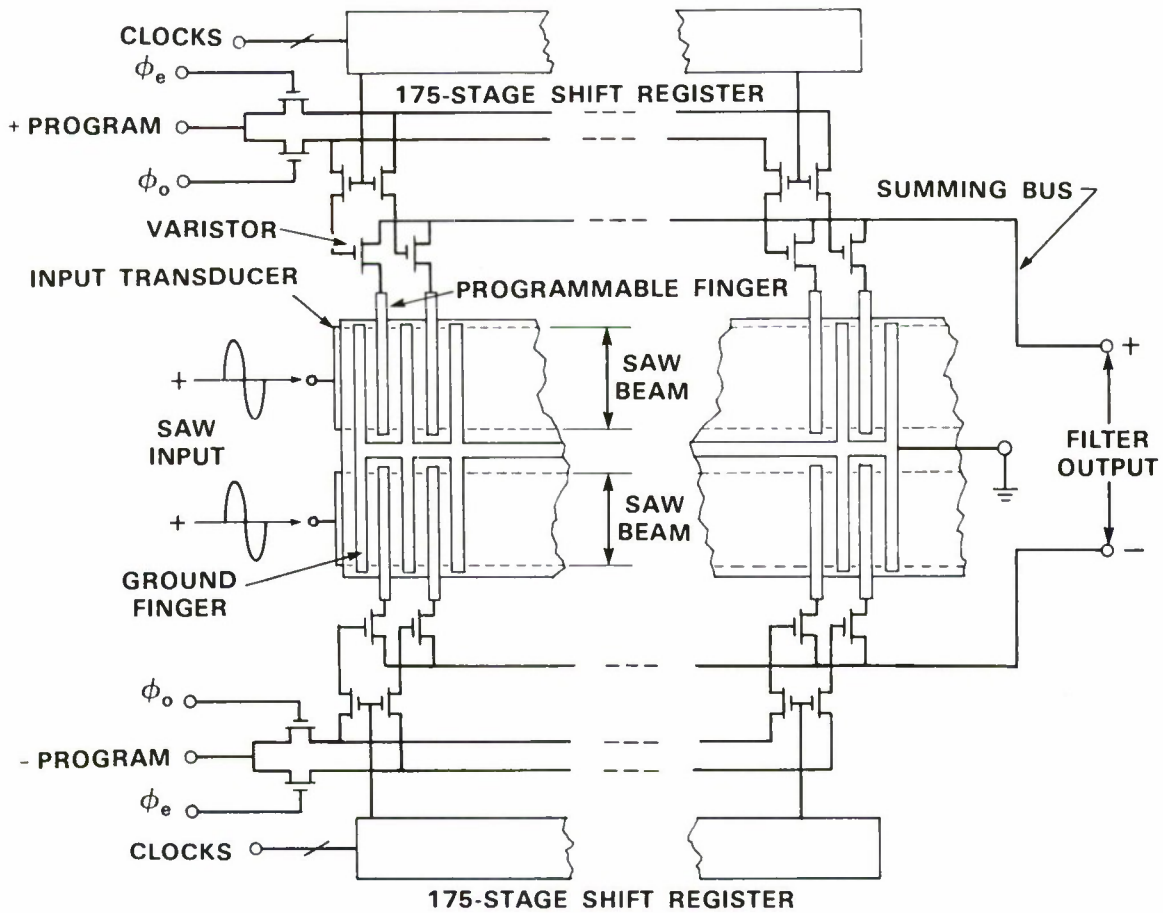 CLOCKS
ϕe
175-STAGE SHIFT REGISTER
+ PROGRAM
ϕo
SUMMING BUS
VARISTOR
INPUT TRANSDUCER
PROGRAMMABLE FINGER
+
SAW
BEAM
+
SAW
INPUT
FILTER
OUTPUT
+
SAW
BEAM
−
GROUND
FINGER
ϕo
- PROGRAM
ϕe
CLOCKS
175-STAGE SHIFT REGISTER